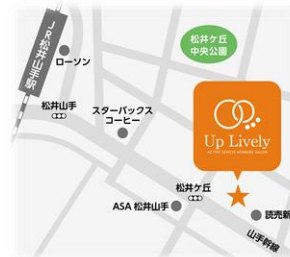 JR松井山手駅
ローソン
松井ケ丘
中央公園
松井山手
スターバックス
コーヒー
Up Lively
松井ケ丘
ASA 松井山手
読売新
山手幹線